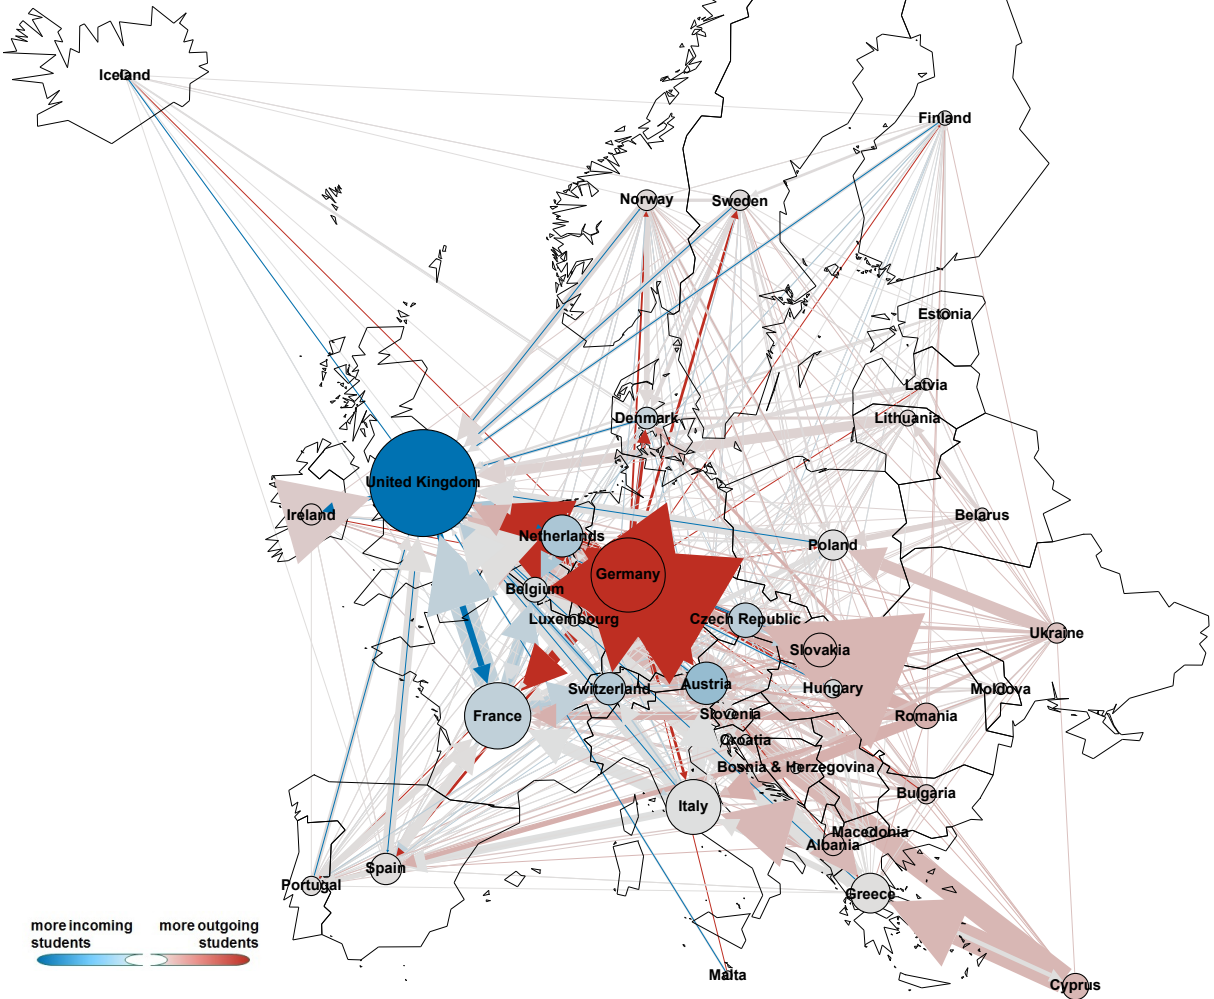 Iceland
Finland
Norway
Sweden
Estonia
Latvia
Denmark
Lithuania
United Kingdom
Ireland
Belarus
Netherlands
Poland
Germany
Belgium
Luxembourg
Czech Republic
Ukraine
Slovakia
Switzerland
Austria
Hungary
Moldova
France
Slovenia
Romania
Croatia
Bosnia & Herzegovina
Bulgaria
Italy
Macedonia
Albania
Spain
Portugal
Greece
more incoming
students
more outgoing
students
Malta
Cyprus